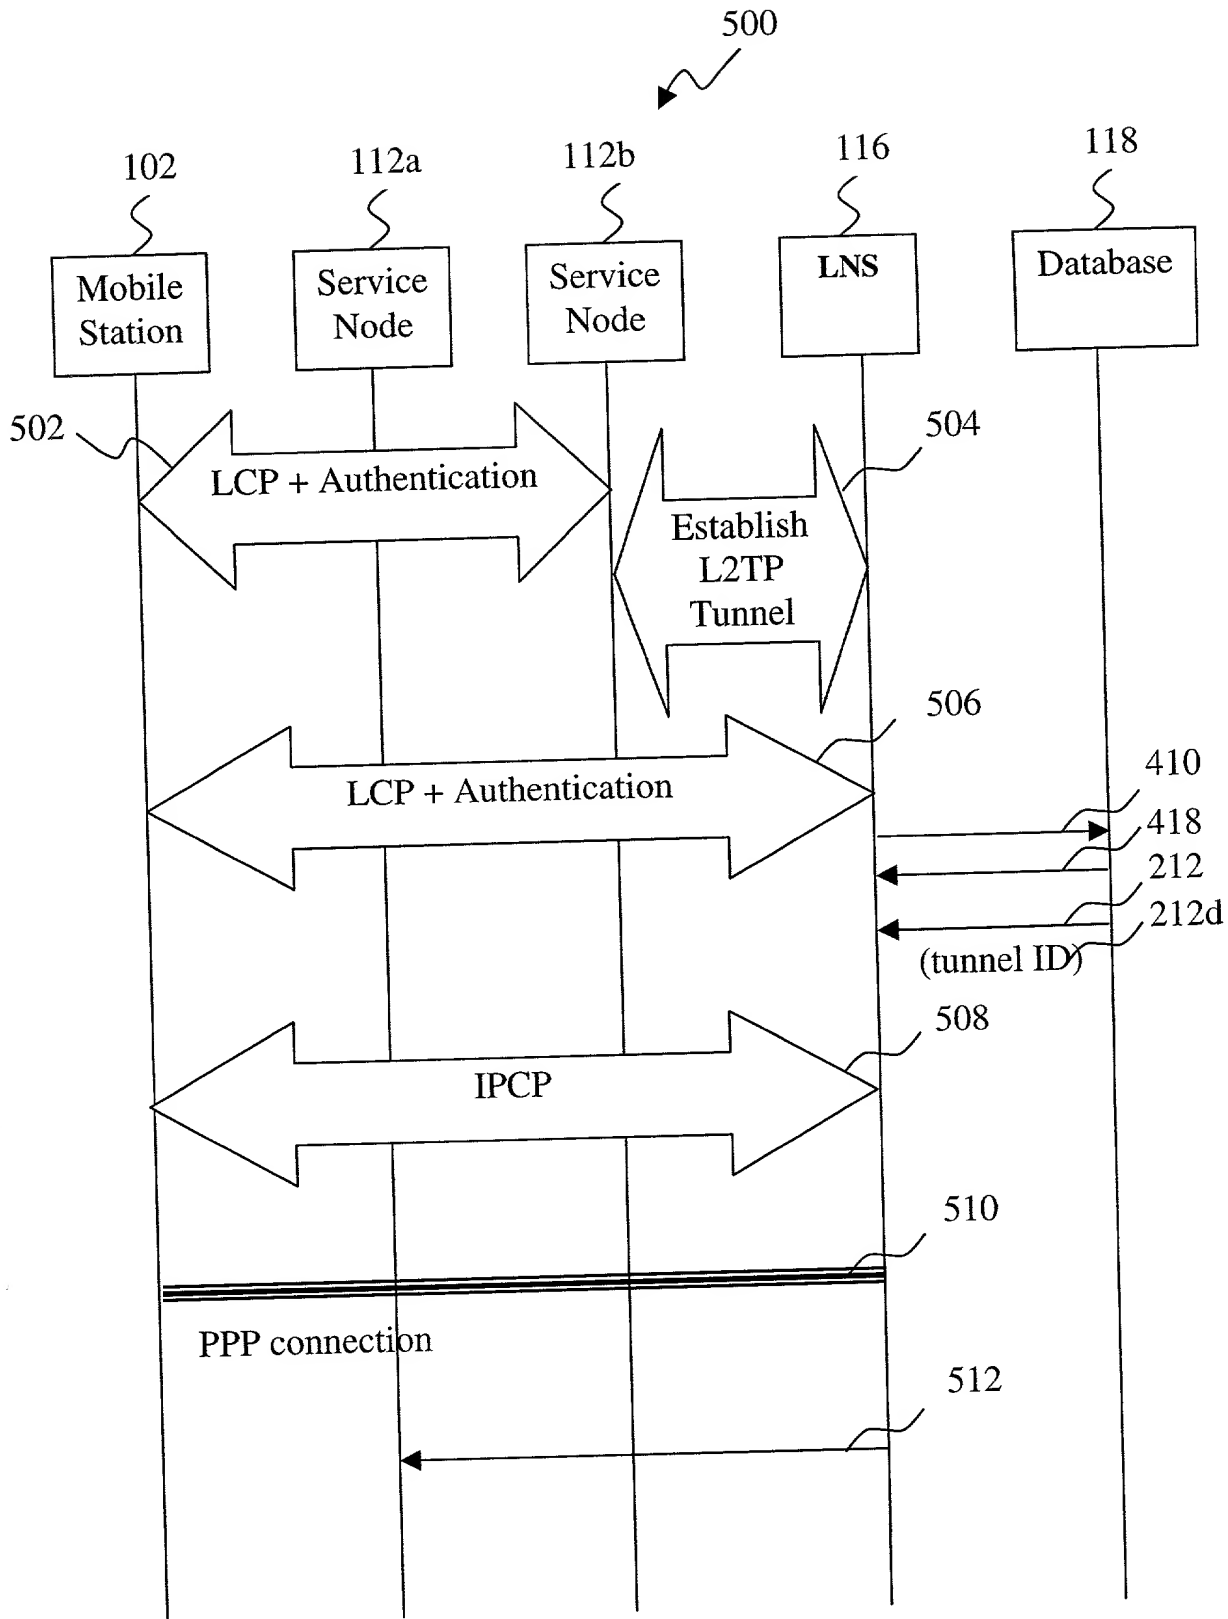 500
102
112a
112b
116
118
Mobile
Station
Service
Node
Service
Node
LNS
Database
502
LCP + Authentication
504
Establish
L2TP
Tunnel
506
LCP + Authentication
410
418
212
212d
(tunnel ID)
508
IPCP
510
PPP connection
512